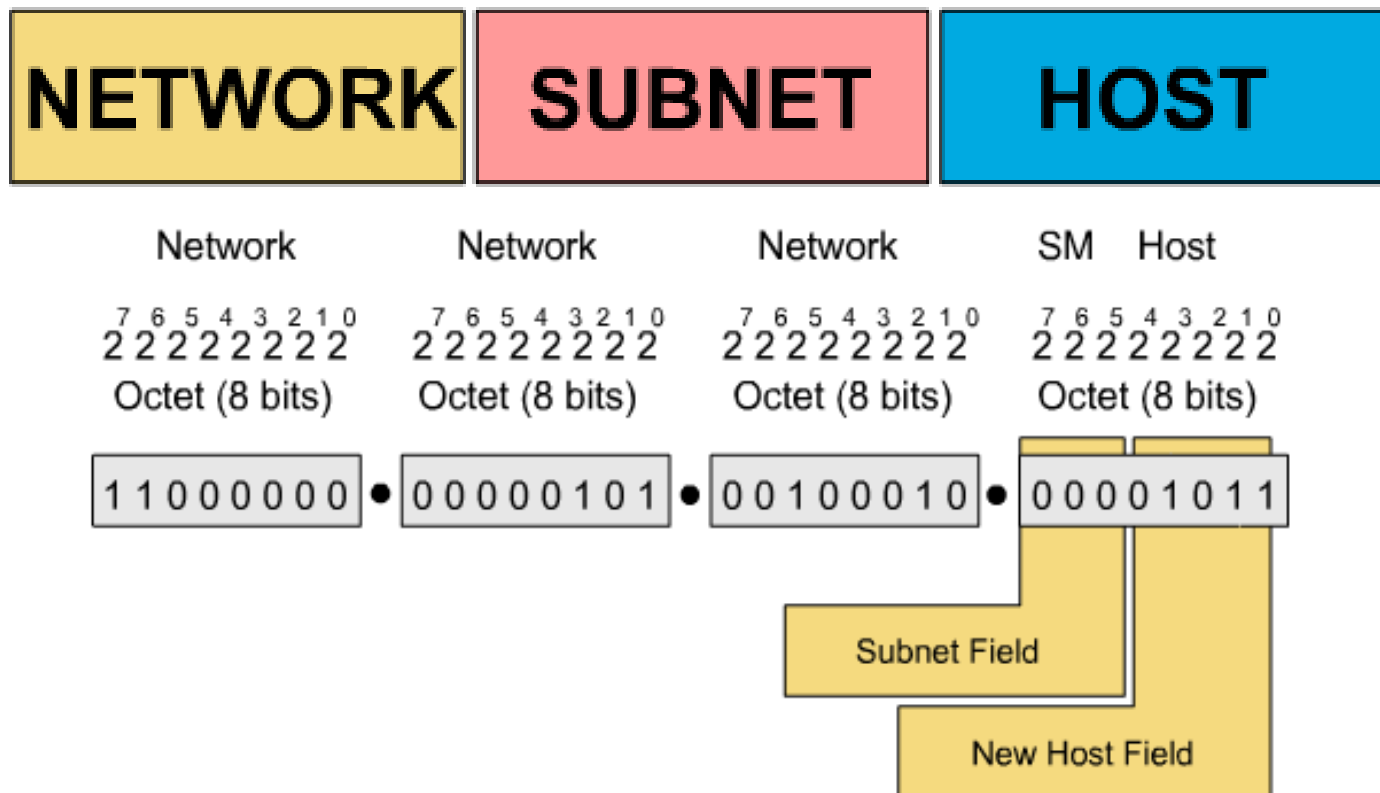 NETWORK SUBNET HOST
Network Network Network SM Host
7 6 5 4 3 2 1 0 7 6 5 4 3 2 1 0 7 6 5 4 3 2 1 0 7 6 5 4 3 2 1 0
2 2 2 2 2 2 2 2 2 2 2 2 2 2 2 2 2 2 2 2 2 2 2 2 2 2 2 2 2 2 2 2
Octet (8 bits) Octet (8 bits) Octet (8 bits) Octet (8 bits)
1 1 0 0 0 0 0 0 • 0 0 0 0 0 1 0 1 • 0 0 1 0 0 0 1 0 • 0 0 0 0 1 0 1 1
Subnet Field
New Host Field